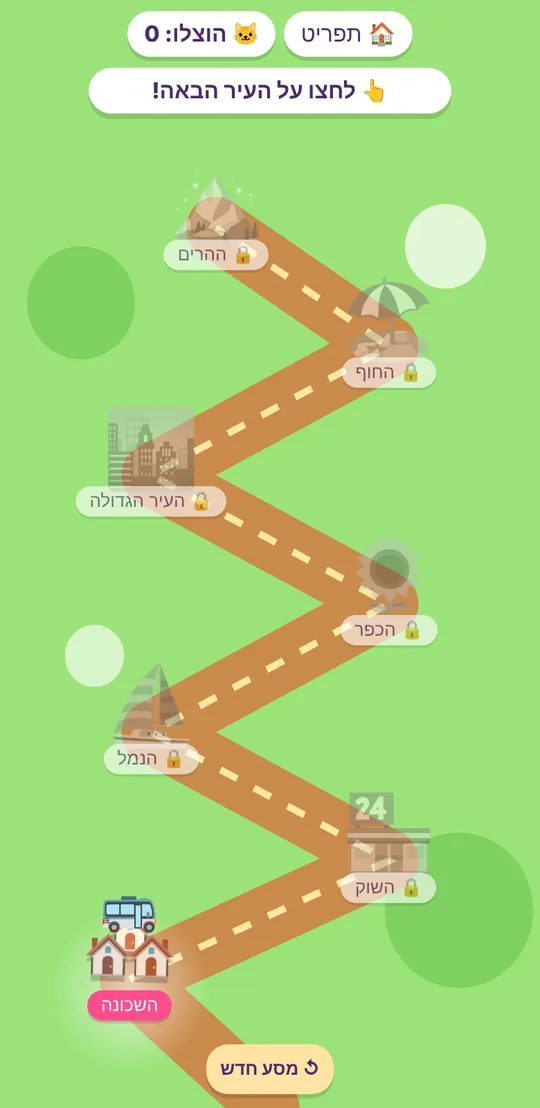 🏠 תפריט
🐱 הוצלו: 0
👆 לחצו על העיר הבאה!
🔒 ההרים
🔒 החוף
🔒 העיר הגדולה
🔒 הכפר
🔒 הנמל
24
🔒 השוק
השכונה
↺ מסע חדש